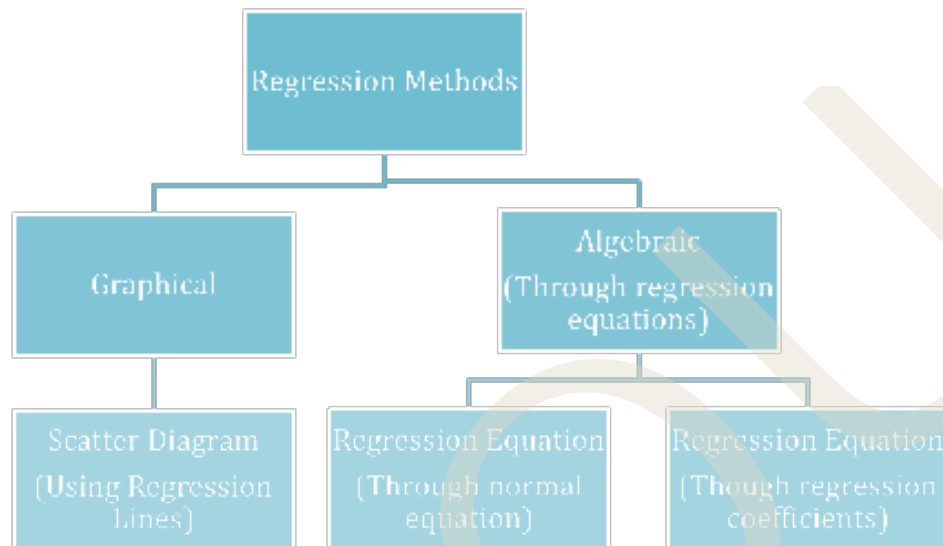 Regression Methods
Graphical
Algebraic
(Through regression
equations)
Scatter Diagram
(Using Regression
Lines)
Regression Equation
(Through normal
equation)
Regression Equation
(Though regression
coefficients)